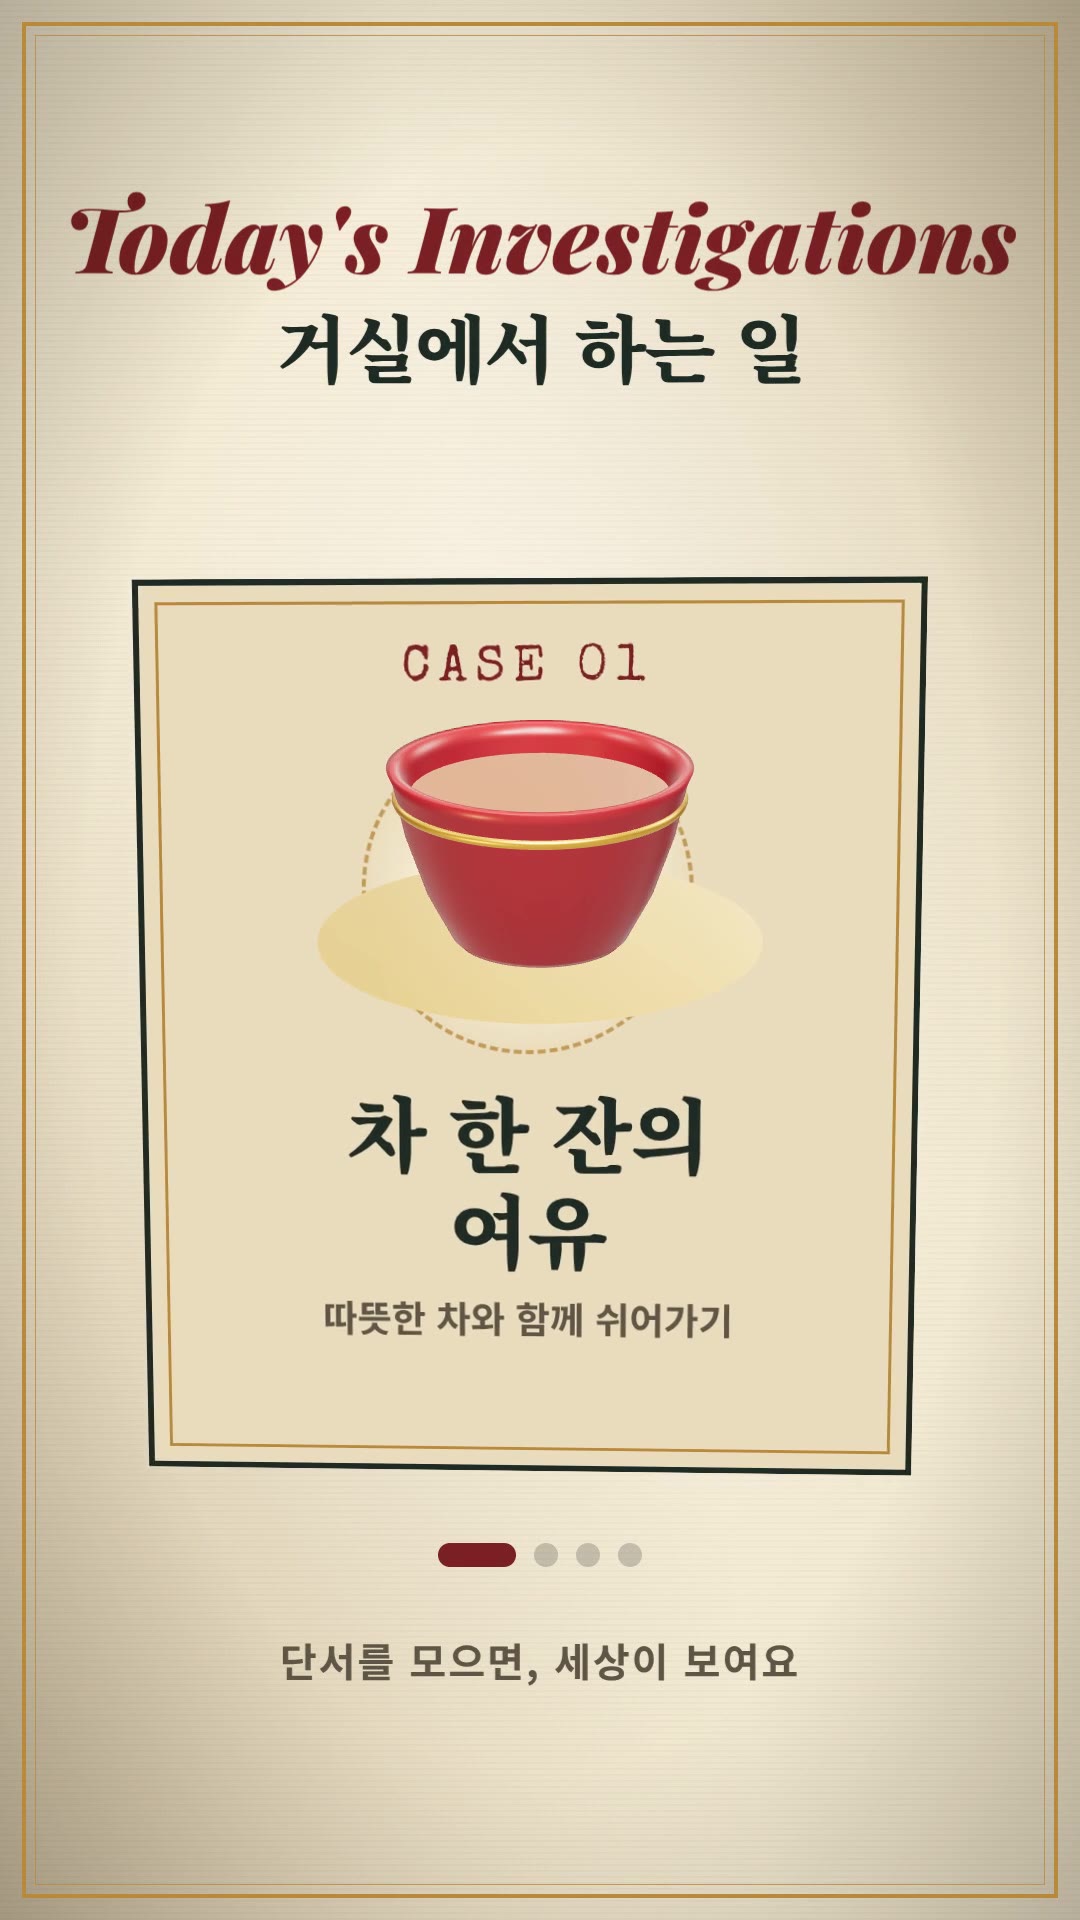 Today's Investigations
거실에서 하는 일
CASE 01
차 한 잔의
여유
따뜻한 차와 함께 쉬어가기
단서를 모으면, 세상이 보여요